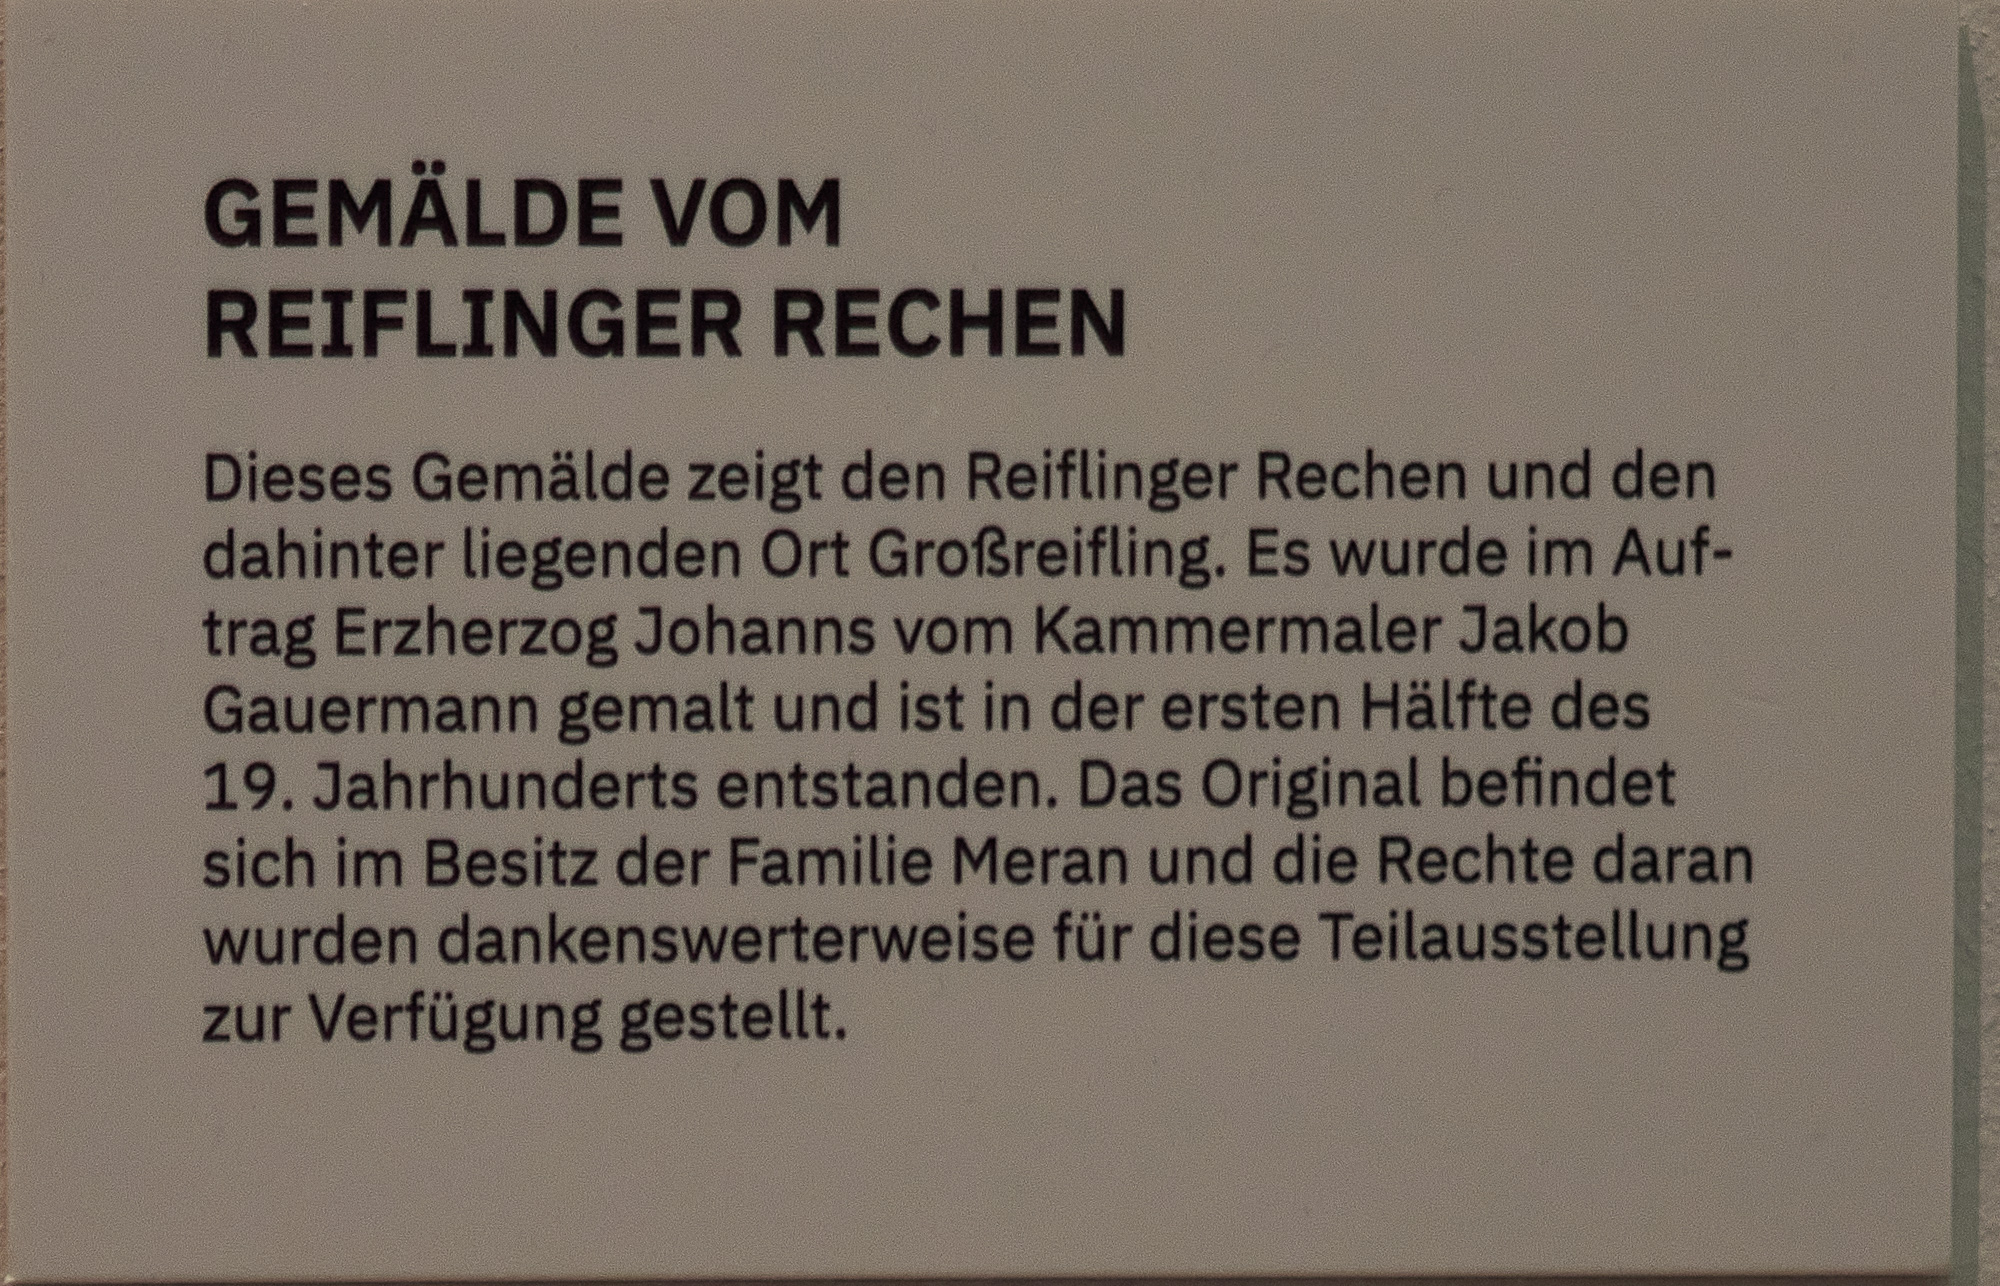 GEMÄLDE VOM
REIFLINGER RECHEN
Dieses Gemälde zeigt den Reiflinger Rechen und den
dahinter liegenden Ort Großreifling. Es wurde im Auf-
trag Erzherzog Johanns vom Kammermaler Jakob
Gauermann gemalt und ist in der ersten Hälfte des
19. Jahrhunderts entstanden. Das Original befindet
sich im Besitz der Familie Meran und die Rechte daran
wurden dankenswerterweise für diese Teilausstellung
zur Verfügung gestellt.